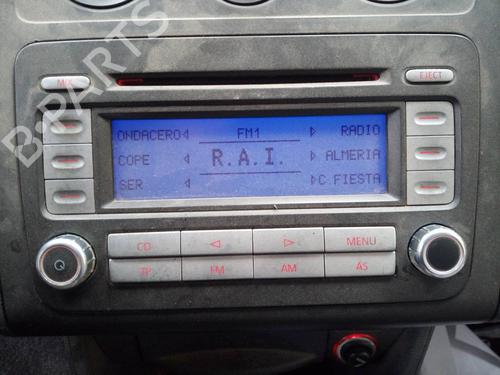 B-PARTS
MIX
EJECT
ONDACERO FM1 RADIO
COPE R.A.I. ALMERIA
SER C.FIESTA
CD MENU
TP FM AM AS